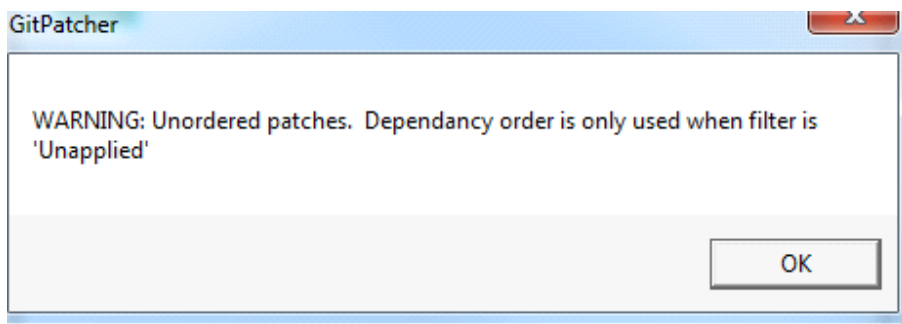 GitPatcher
WARNING: Unordered patches.  Dependancy order is only used when filter is
'Unapplied'
OK